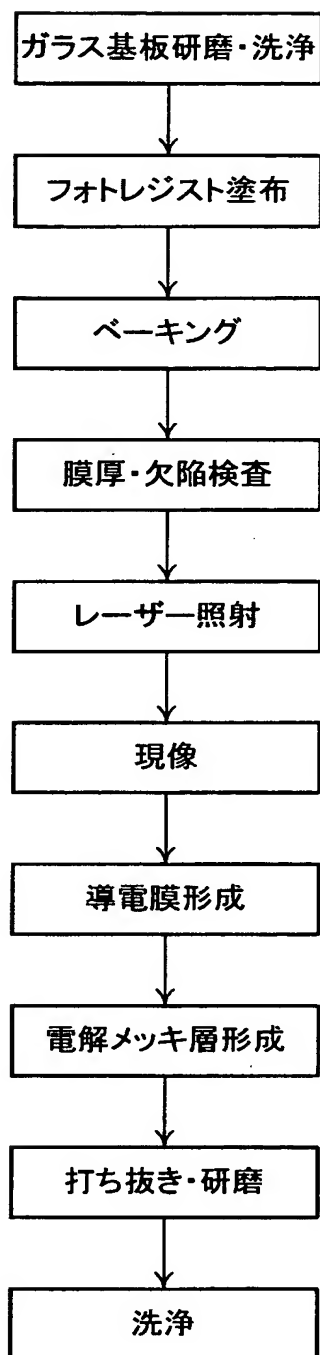 ガラス基板研磨・洗浄
フォトレジスト塗布
ベーキング
膜厚・欠陥検査
レーザー照射
現像
導電膜形成
電解メッキ層形成
打ち抜き・研磨
洗浄